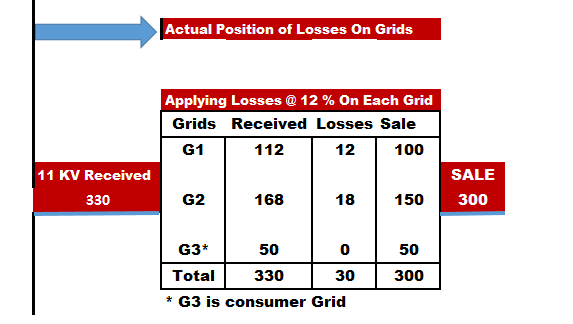 Actual Position of Losses On Grids
Applying Losses @ 12 % On Each Grid
Grids Received Losses Sale
G1 112 12 100
11 KV Received
330
G2 168 18 150
SALE
300
G3* 50 0 50
Total 330 30 300
* G3 is consumer Grid